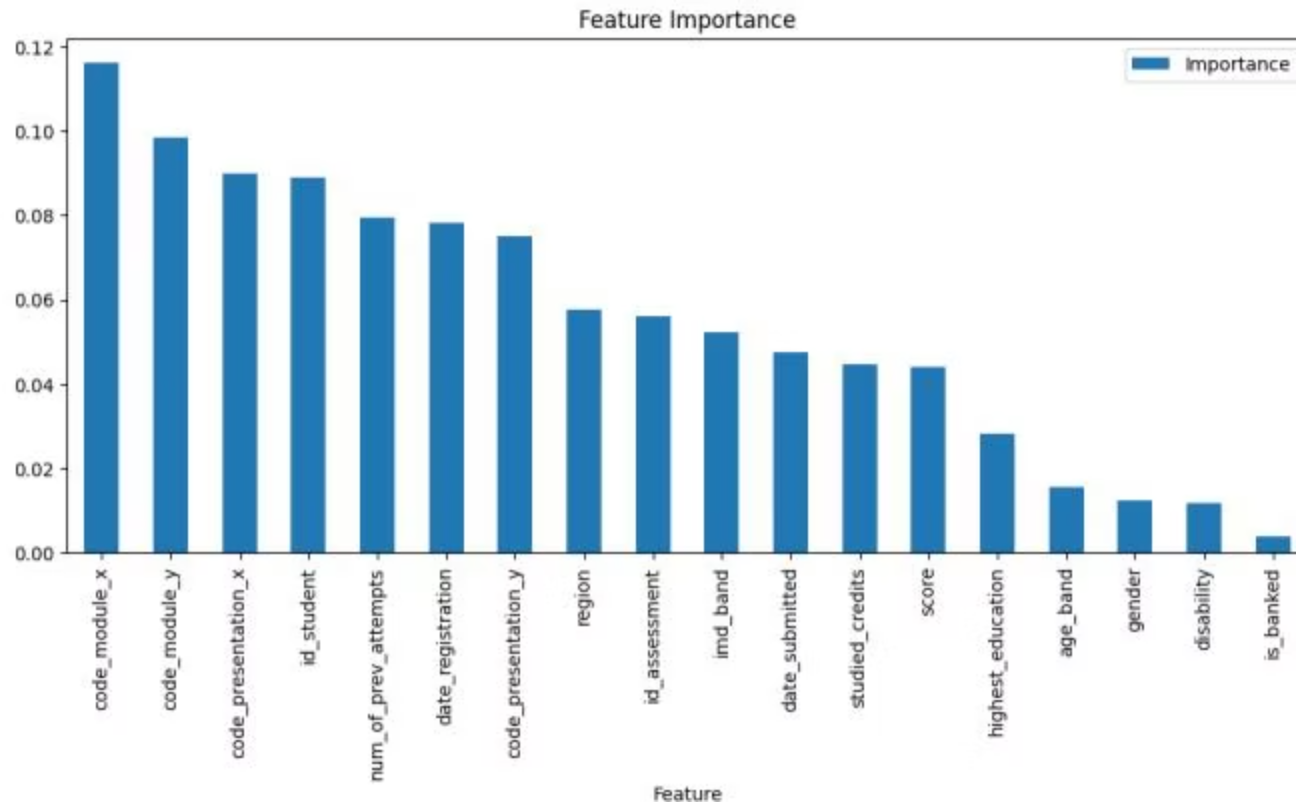 Feature Importance
Importance
0.12
0.10
0.08
0.06
0.04
0.02
0.00
code_module_x
code_module_y
code_presentation_x
id_student
num_of_prev_attempts
date_registration
code_presentation_y
region
id_assessment
imd_band
date_submitted
studied_credits
score
highest_education
age_band
gender
disability
is_banked
Feature